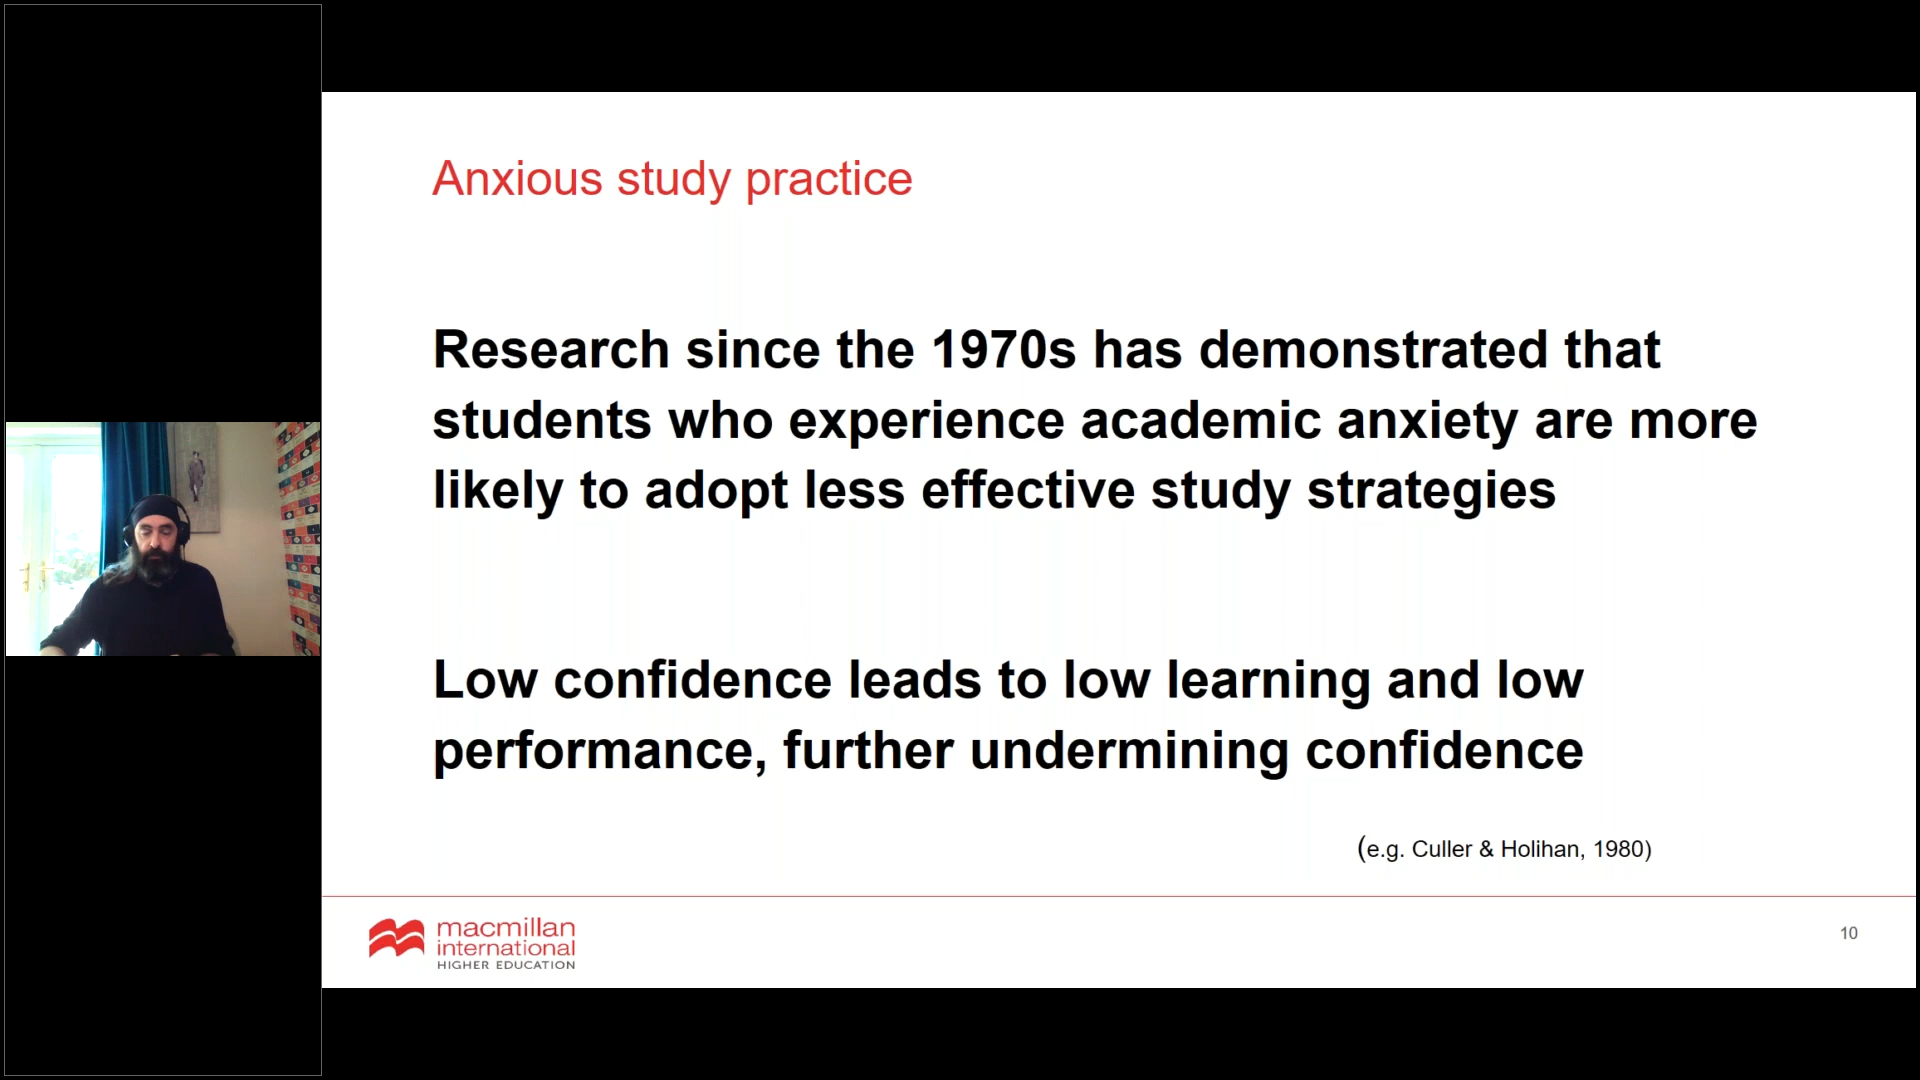 Anxious study practice
Research since the 1970s has demonstrated that
students who experience academic anxiety are more
likely to adopt less effective study strategies
Low confidence leads to low learning and low
performance, further undermining confidence
(e.g. Culler & Holihan, 1980)
macmillan
international
HIGHER EDUCATION
10